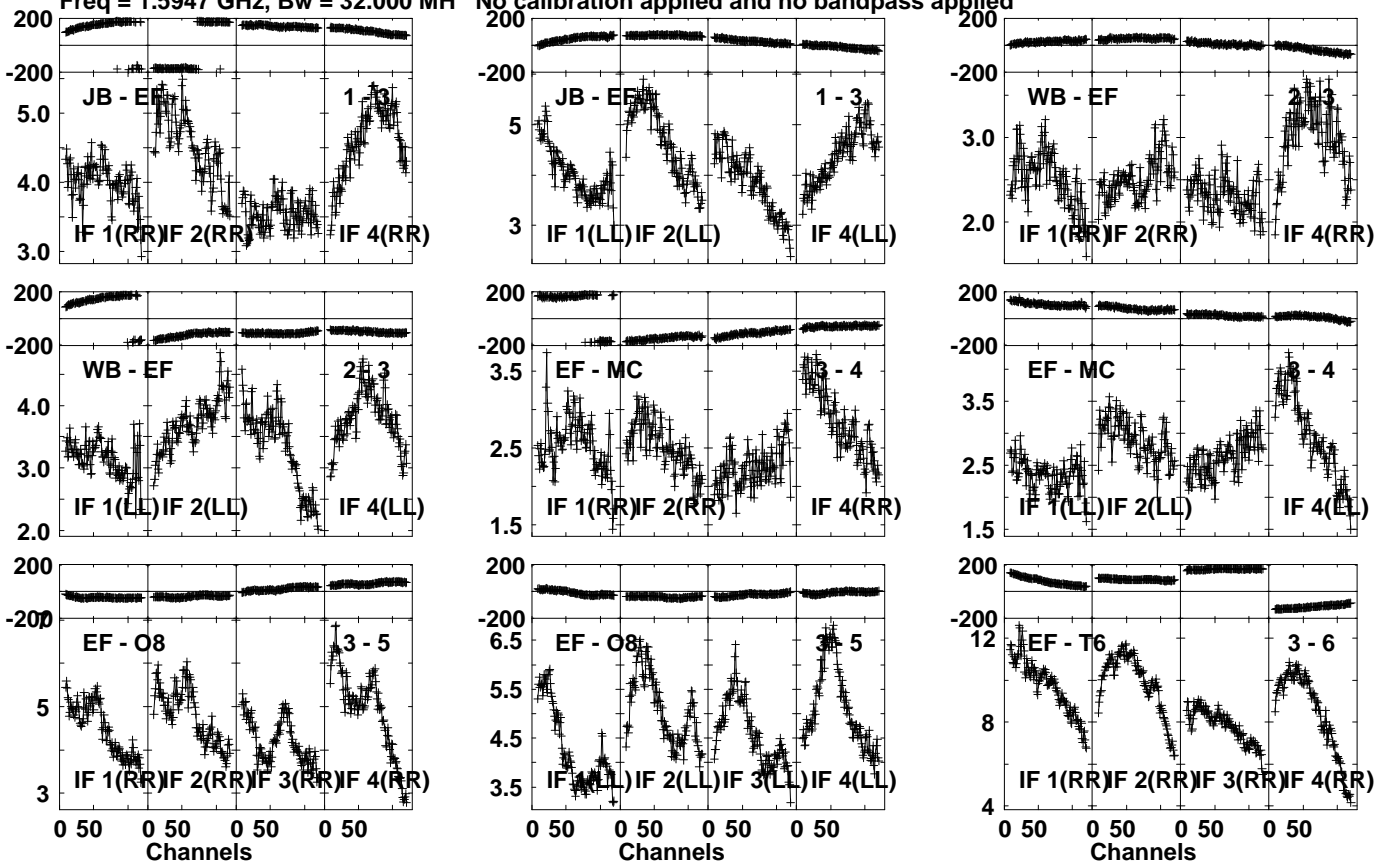 Freq = 1.5947 GHz, Bw = 32.000 MH No calibration applied and no bandpass applied
200 200 200
-200 -200 -200
JB - EF 1 - 3 JB - EF 1 - 3 WB - EF 2 - 3
5.0 5 3.0
4.0
3.0 3 2.0
IF 1(RR) IF 2(RR) IF 4(RR) IF 1(LL) IF 2(LL) IF 4(LL) IF 1(RR) IF 2(RR) IF 4(RR)
200 200 200
-200 -200 -200
WB - EF 2 - 3 EF - MC 3 - 4 EF - MC 3 - 4
4.0 3.5 3.5
3.0 2.5 2.5
2.0 1.5 1.5
IF 1(LL) IF 2(LL) IF 4(LL) IF 1(RR) IF 2(RR) IF 4(RR) IF 1(LL) IF 2(LL) IF 4(LL)
200 200 200
-200 -200 -200
7 6.5 12
EF - O8 3 - 5 EF - O8 3 - 5 EF - T6 3 - 6
5 5.5 8
4.5
3 3.5 4
IF 1(RR) IF 2(RR) IF 3(RR) IF 4(RR) IF 1(LL) IF 2(LL) IF 3(LL) IF 4(LL) IF 1(RR) IF 2(RR) IF 3(RR) IF 4(RR)
0 50 0 50 0 50 0 50 0 50 0 50 0 50 0 50 0 50 0 50 0 50 0 50
Channels Channels Channels